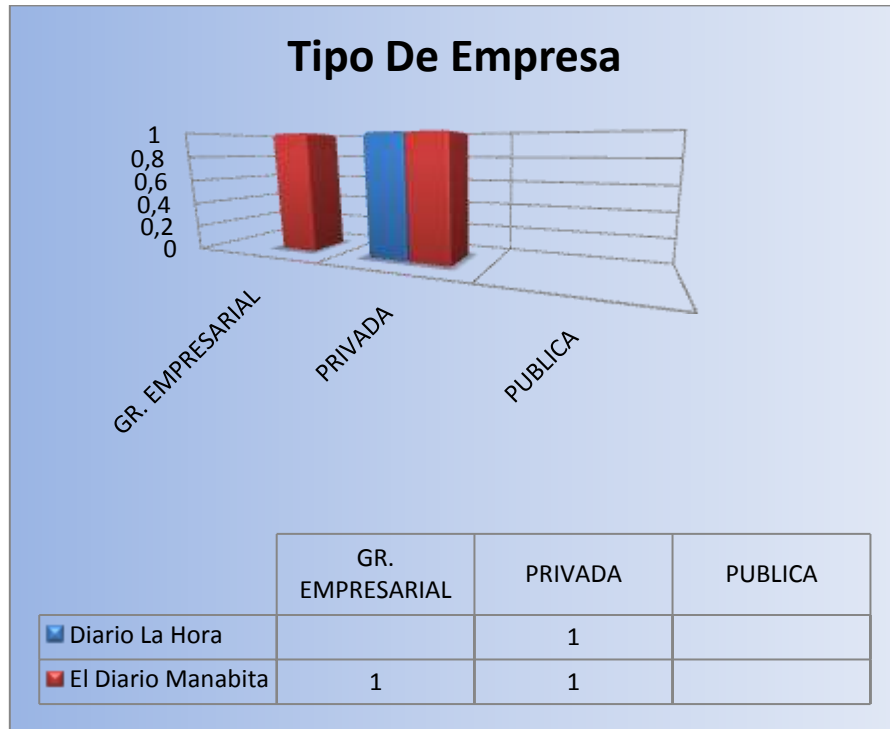 Tipo De Empresa
1
0,8
0,6
0,4
0,2
0
GR. EMPRESARIAL
PRIVADA
PUBLICA
GR.
EMPRESARIAL
PRIVADA
PUBLICA
Diario La Hora
1
El Diario Manabita
1
1